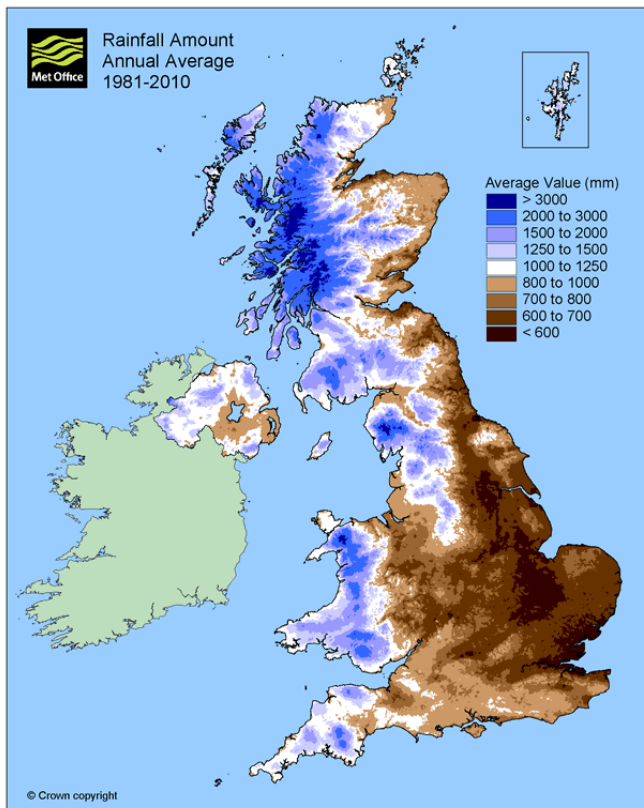 Met Office
Rainfall Amount
Annual Average
1981-2010
Average Value (mm)
> 3000
2000 to 3000
1500 to 2000
1250 to 1500
1000 to 1250
800 to 1000
700 to 800
600 to 700
< 600
© Crown copyright